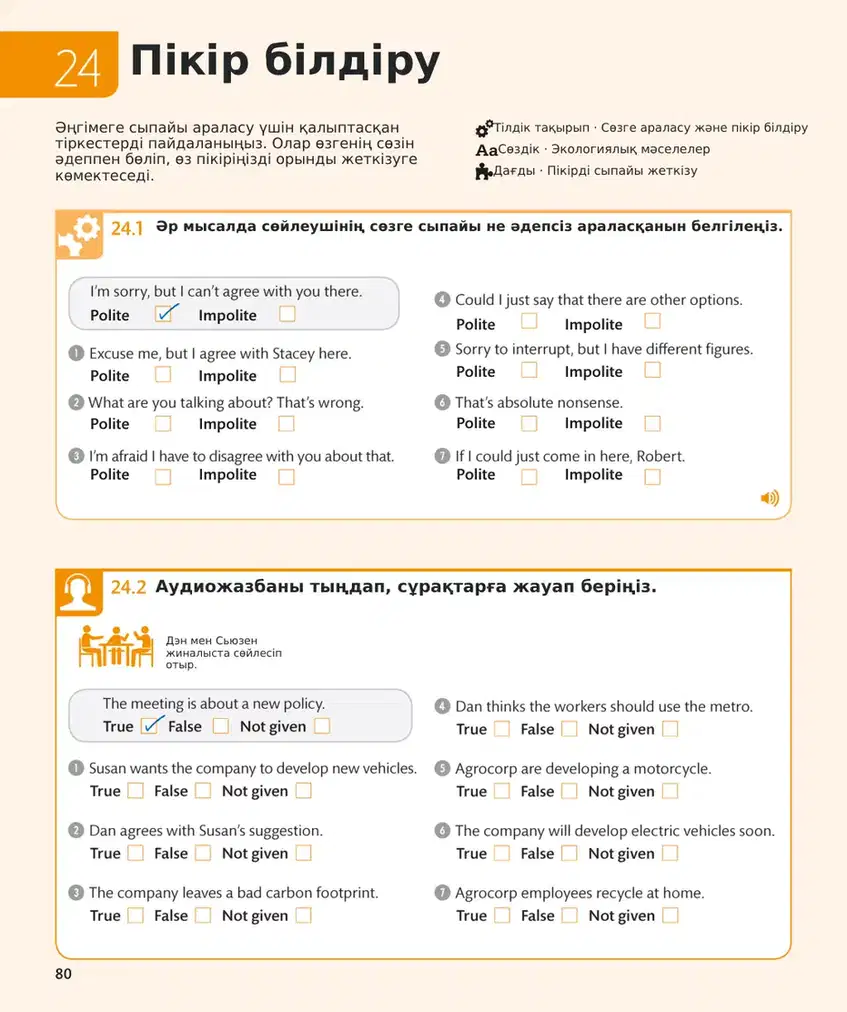 24
Пікір білдіру
Әңгімеге сыпайы араласу үшін қалыптасқан
тіркестерді пайдаланыңыз. Олар өзгенің сөзін
әдеппен бөліп, өз пікіріңізді орынды жеткізуге
көмектеседі.
Тілдік тақырып · Сөзге араласу және пікір білдіру
Aa Сөздік · Экологиялық мәселелер
Дағды · Пікірді сыпайы жеткізу
24.1 Әр мысалда сөйлеушінің сөзге сыпайы не әдепсіз араласқанын белгілеңіз.
I'm sorry, but I can't agree with you there.
Polite Impolite
1 Excuse me, but I agree with Stacey here.
Polite Impolite
2 What are you talking about? That's wrong.
Polite Impolite
3 I'm afraid I have to disagree with you about that.
Polite Impolite
4 Could I just say that there are other options.
Polite Impolite
5 Sorry to interrupt, but I have different figures.
Polite Impolite
6 That's absolute nonsense.
Polite Impolite
7 If I could just come in here, Robert.
Polite Impolite
24.2 Аудиожазбаны тыңдап, сұрақтарға жауап беріңіз.
Дэн мен Сьюзен
жиналыста сөйлесіп
отыр.
The meeting is about a new policy.
True False Not given
1 Susan wants the company to develop new vehicles.
True False Not given
2 Dan agrees with Susan's suggestion.
True False Not given
3 The company leaves a bad carbon footprint.
True False Not given
4 Dan thinks the workers should use the metro.
True False Not given
5 Agrocorp are developing a motorcycle.
True False Not given
6 The company will develop electric vehicles soon.
True False Not given
7 Agrocorp employees recycle at home.
True False Not given
80